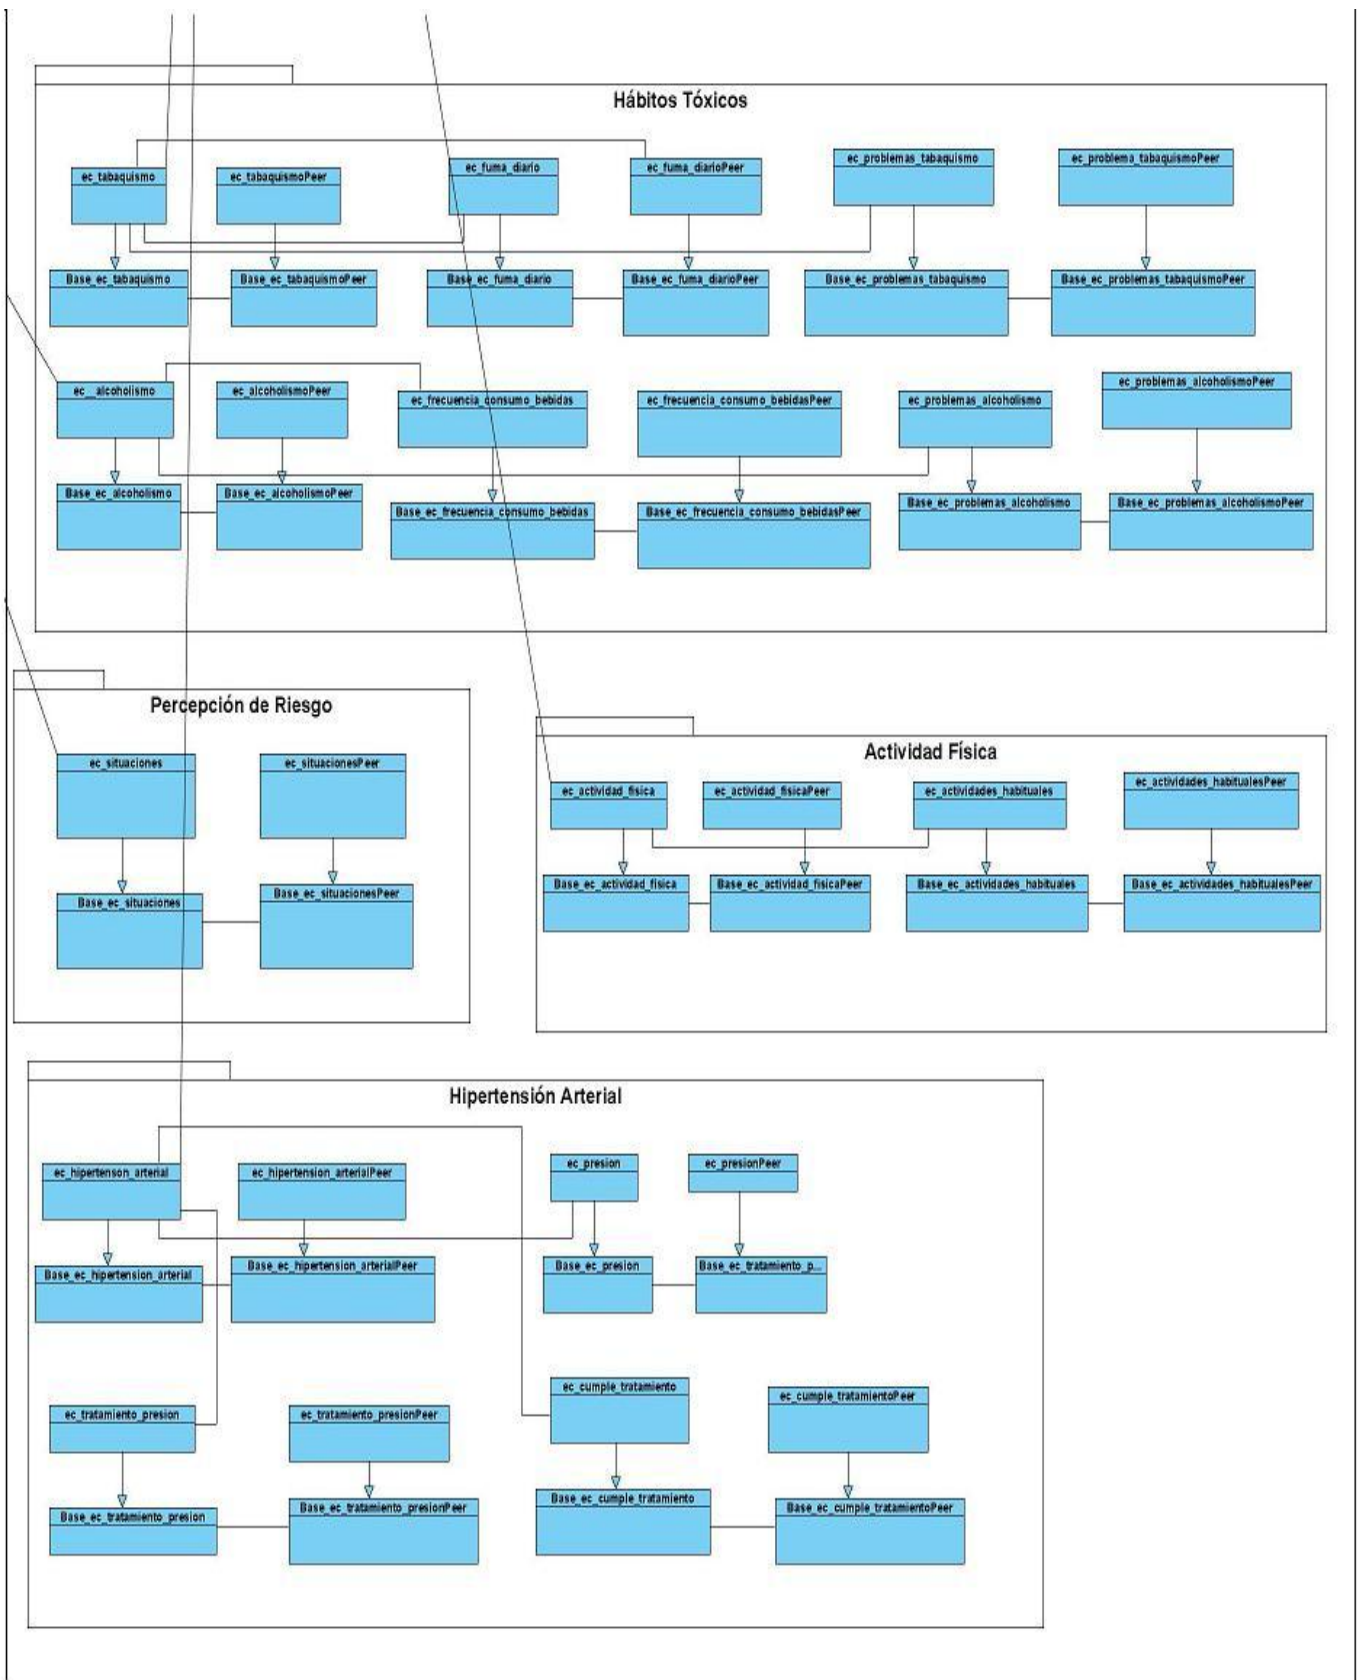 Hábitos Tóxicos
ec_tabaquismo
ec_tabaquismoPeer
ec_fuma_diario
ec_fuma_diarioPeer
ec_problemas_tabaquismo
ec_problema_tabaquismoPeer
Base_ec_tabaquismo
Base_ec_tabaquismoPeer
Base_ec_fuma_diario
Base_ec_fuma_diarioPeer
Base_ec_problemas_tabaquismo
Base_ec_problemas_tabaquismoPeer
ec__alcoholismo
ec_alcoholismoPeer
ec_frecuencia_consumo_bebidas
ec_frecuencia_consumo_bebidasPeer
ec_problemas_alcoholismo
ec_problemas_alcoholismoPeer
Base_ec_alcoholismo
Base_ec_alcoholismoPeer
Base_ec_frecuencia_consumo_bebidas
Base_ec_frecuencia_consumo_bebidasPeer
Base_ec_problemas_alcoholismo
Base_ec_problemas_alcoholismoPeer
Percepción de Riesgo
ec_situaciones
ec_situacionesPeer
Base_ec_situaciones
Base_ec_situacionesPeer
Actividad Física
ec_actividad_fisica
ec_actividad_fisicaPeer
ec_actividades_habituales
ec_actividades_habitualesPeer
Base_ec_actividad_fisica
Base_ec_actividad_fisicaPeer
Base_ec_actividades_habituales
Base_ec_actividades_habitualesPeer
Hipertensión Arterial
ec_hipertenson_arterial
ec_hipertension_arterialPeer
ec_presion
ec_presionPeer
Base_ec_hipertension_arterial
Base_ec_hipertension_arterialPeer
Base_ec_presion
Base_ec_tratamiento_p...
ec_tratamiento_presion
ec_tratamiento_presionPeer
ec_cumple_tratamiento
ec_cumple_tratamientoPeer
Base_ec_tratamiento_presion
Base_ec_tratamiento_presionPeer
Base_ec_cumple_tratamiento
Base_ec_cumple_tratamientoPeer